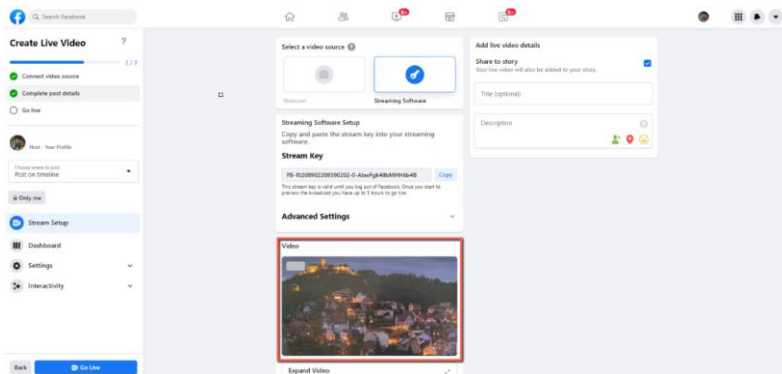 Search Facebook
9+
9+
Create Live Video
?
2 / 3
Connect video source
Complete post details
Go live
Host · Your Profile
Choose where to post
Post on timeline
Only me
Stream Setup
Dashboard
Settings
Interactivity
Back
Go Live
Select a video source
Webcam
Streaming Software
Streaming Software Setup
Copy and paste the stream key into your streaming
software.
Stream Key
Copy
This stream key is valid until you log out of Facebook. Once you start to
preview the broadcast you have up to 5 hours to go live.
Advanced Settings
Video
Expand Video
Add live video details
Share to story
Your live video will also be added to your story.
Title (optional)
Description